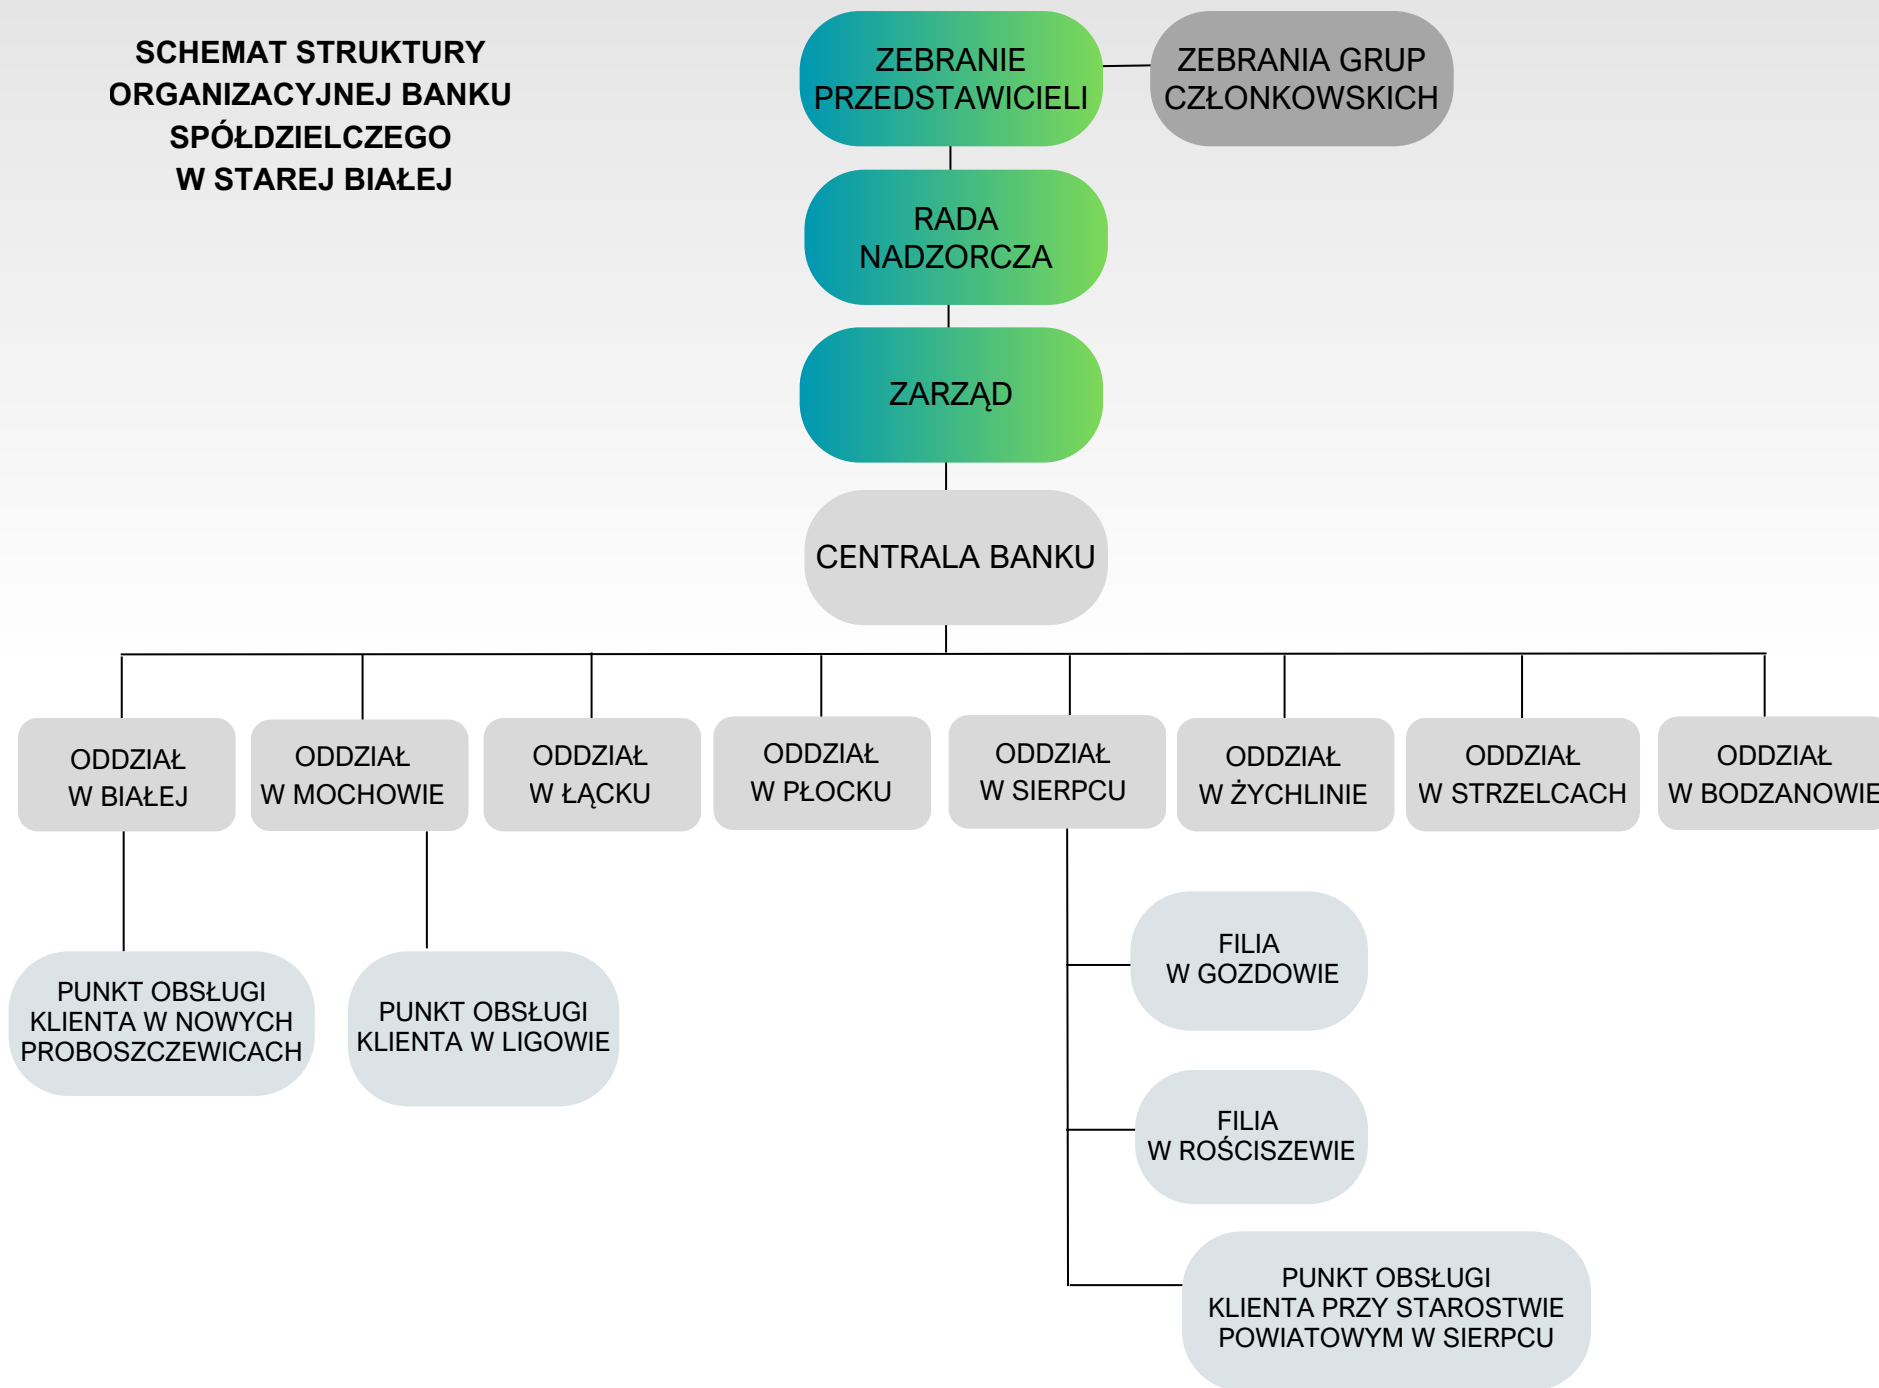 SCHEMAT STRUKTURY
ORGANIZACYJNEJ BANKU
SPÓŁDZIELCZEGO
W STAREJ BIAŁEJ
ZEBRANIE
PRZEDSTAWICIELI
ZEBRANIA GRUP
CZŁONKOWSKICH
RADA
NADZORCZA
ZARZĄD
CENTRALA BANKU
ODDZIAŁ
W BIAŁEJ
ODDZIAŁ
W MOCHOWIE
ODDZIAŁ
W ŁĄCKU
ODDZIAŁ
W PŁOCKU
ODDZIAŁ
W SIERPCU
ODDZIAŁ
W ŻYCHLINIE
ODDZIAŁ
W STRZELCACH
ODDZIAŁ
W BODZANOWIE
PUNKT OBSŁUGI
KLIENTA W NOWYCH
PROBOSZCZEWICACH
PUNKT OBSŁUGI
KLIENTA W LIGOWIE
FILIA
W GOZDOWIE
FILIA
W ROŚCISZEWIE
PUNKT OBSŁUGI
KLIENTA PRZY STAROSTWIE
POWIATOWYM W SIERPCU